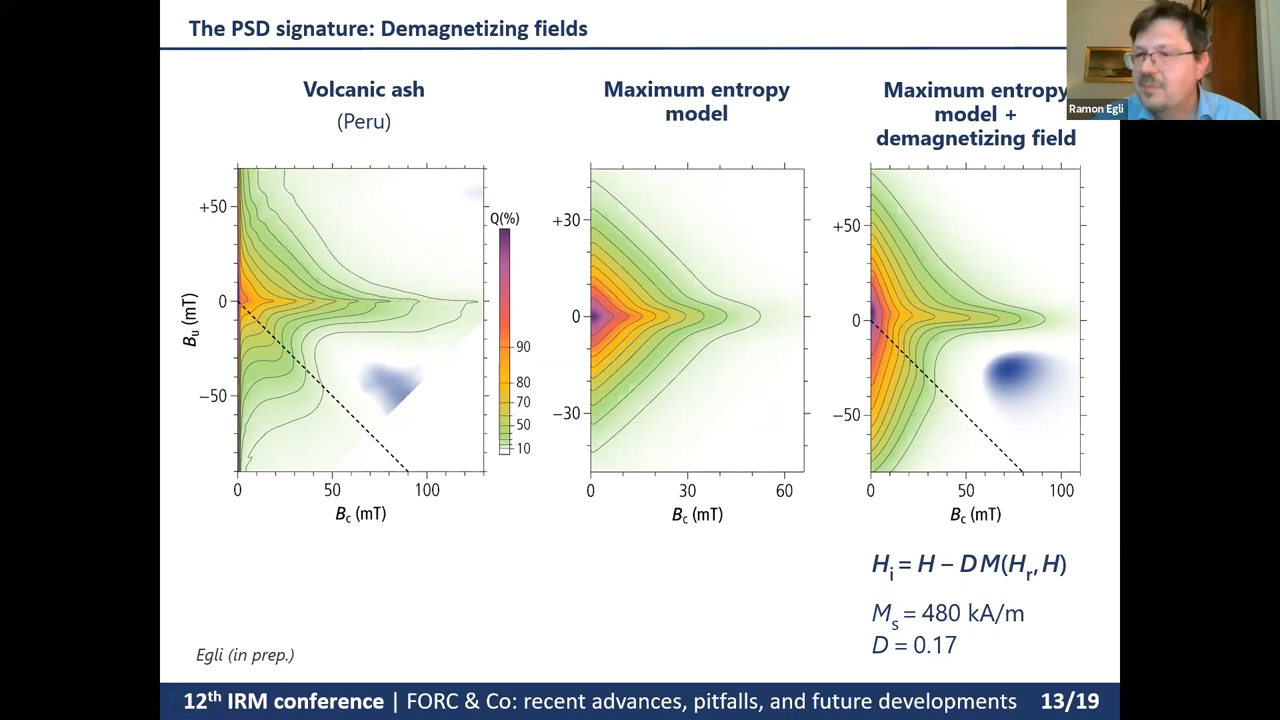 The PSD signature: Demagnetizing fields
Ramon Egli
Volcanic ash
(Peru)
Maximum entropy
model
Maximum entropy
model +
demagnetizing field
+50
0
−50
Bu (mT)
0
50
100
Bc (mT)
Q(%)
90
80
70
50
10
+30
0
−30
0
30
60
Bc (mT)
+50
0
−50
0
50
100
Bc (mT)
Hi = H − D M(Hr, H)
Ms = 480 kA/m
D = 0.17
Egli (in prep.)
12th IRM conference | FORC & Co: recent advances, pitfalls, and future developments 13/19